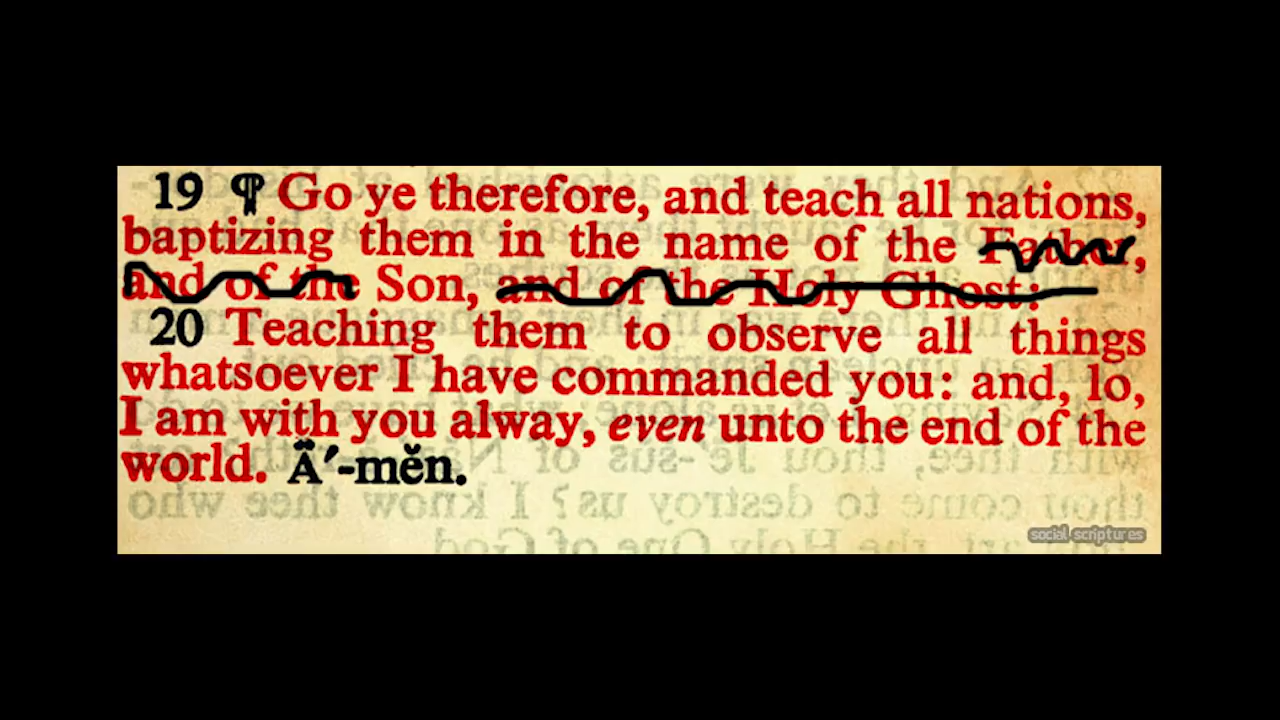 19 ¶ Go ye therefore, and teach all nations,
baptizing them in the name of the Father,
and of the Son, and of the Holy Ghost:
20 Teaching them to observe all things
whatsoever I have commanded you: and, lo,
I am with you alway, even unto the end of the
world. Ä′-mĕn.
social scriptures